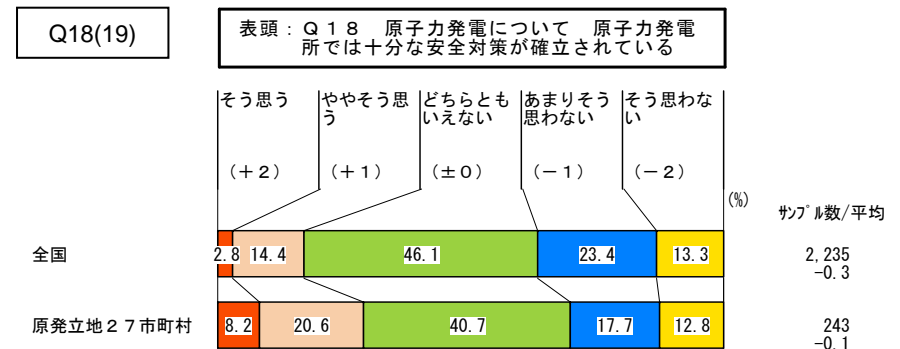 Q18(19)
表頭：Ｑ１８　原子力発電について　原子力発電
所では十分な安全対策が確立されている
そう思う
ややそう思
う
どちらとも
いえない
あまりそう
思わない
そう思わな
い
（＋２）
（＋１）
（±０）
（－１）
（－２）
(%)
ｻﾝﾌﾟﾙ数/平均
全国
2.8
14.4
46.1
23.4
13.3
2,235
-0.3
原発立地２７市町村
8.2
20.6
40.7
17.7
12.8
243
-0.1